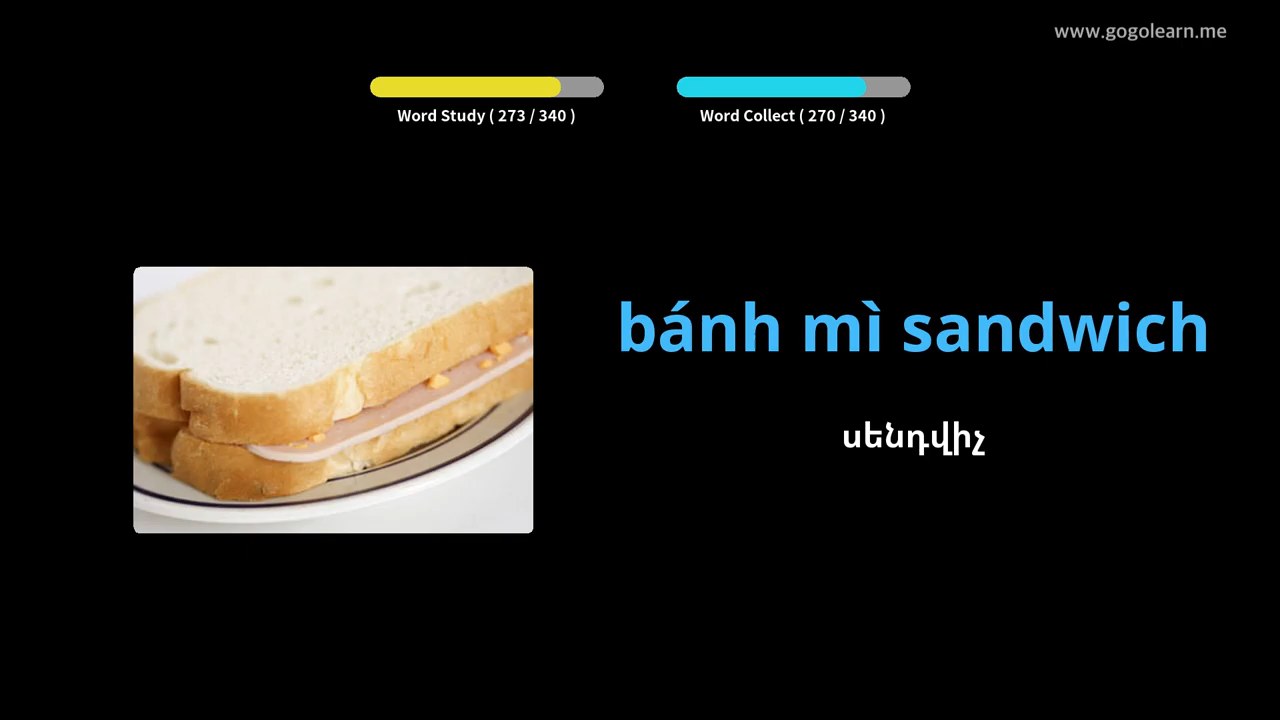 www.gogolearn.me
Word Study ( 273 / 340 )
Word Collect ( 270 / 340 )
bánh mì sandwich
սենդվիչ